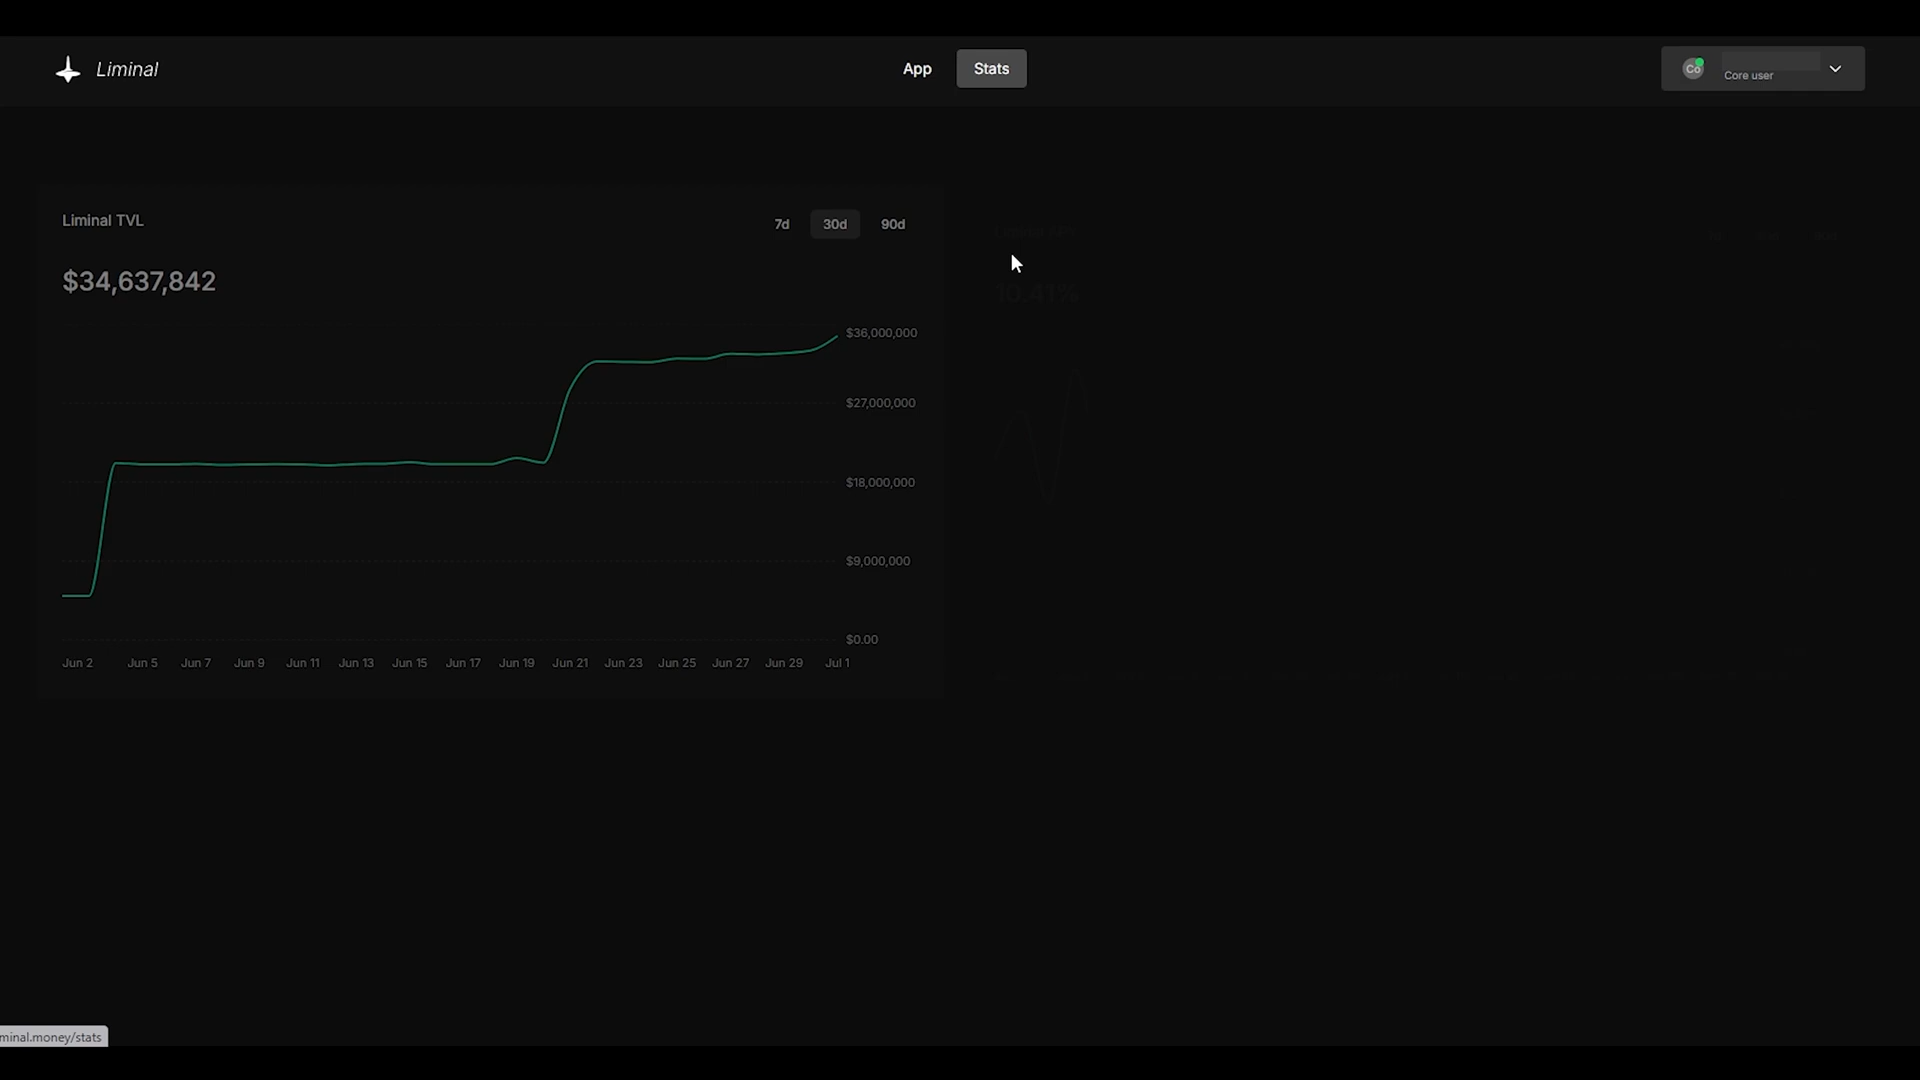 Liminal
App
Stats
Co
Core user
Liminal TVL
7d
30d
90d
$34,637,842
10.41%
$36,000,000
$27,000,000
$18,000,000
$9,000,000
$0.00
Jun 2
Jun 5
Jun 7
Jun 9
Jun 11
Jun 13
Jun 15
Jun 17
Jun 19
Jun 21
Jun 23
Jun 25
Jun 27
Jun 29
Jul 1
minal.money/stats